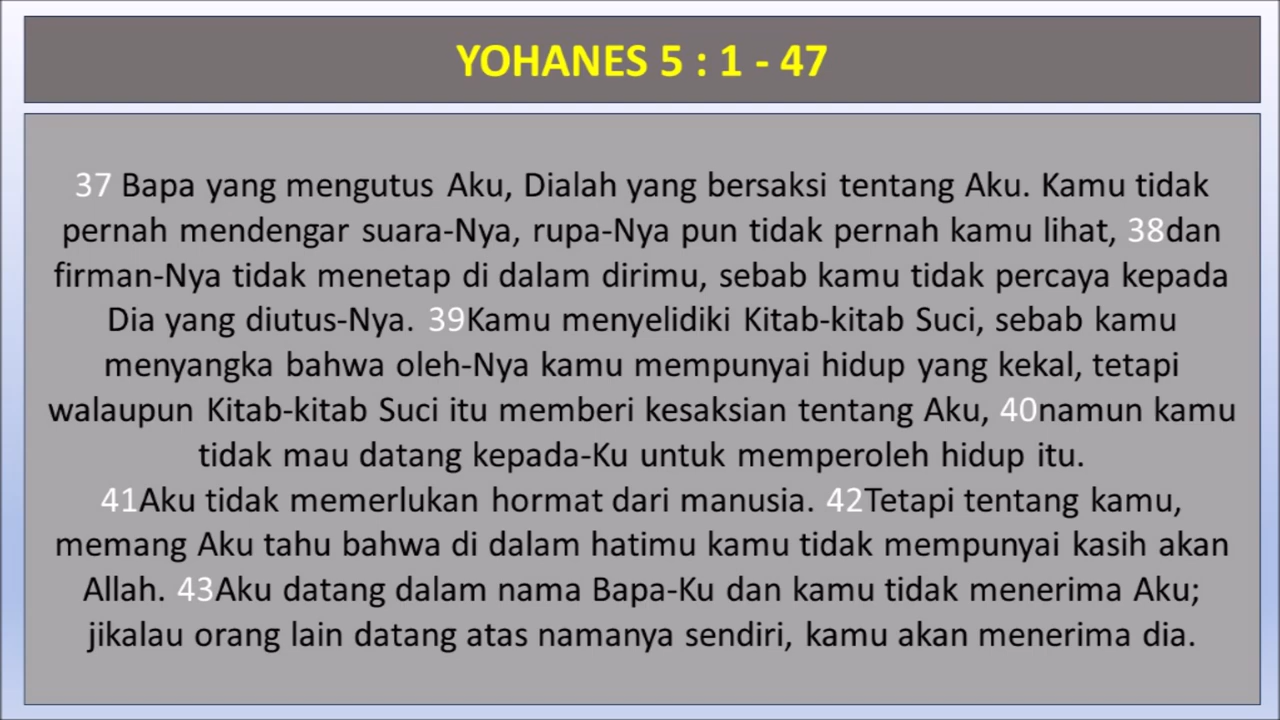 YOHANES 5 : 1 - 47
37 Bapa yang mengutus Aku, Dialah yang bersaksi tentang Aku. Kamu tidak
pernah mendengar suara-Nya, rupa-Nya pun tidak pernah kamu lihat, 38dan
firman-Nya tidak menetap di dalam dirimu, sebab kamu tidak percaya kepada
Dia yang diutus-Nya. 39Kamu menyelidiki Kitab-kitab Suci, sebab kamu
menyangka bahwa oleh-Nya kamu mempunyai hidup yang kekal, tetapi
walaupun Kitab-kitab Suci itu memberi kesaksian tentang Aku, 40namun kamu
tidak mau datang kepada-Ku untuk memperoleh hidup itu.
41Aku tidak memerlukan hormat dari manusia. 42Tetapi tentang kamu,
memang Aku tahu bahwa di dalam hatimu kamu tidak mempunyai kasih akan
Allah. 43Aku datang dalam nama Bapa-Ku dan kamu tidak menerima Aku;
jikalau orang lain datang atas namanya sendiri, kamu akan menerima dia.